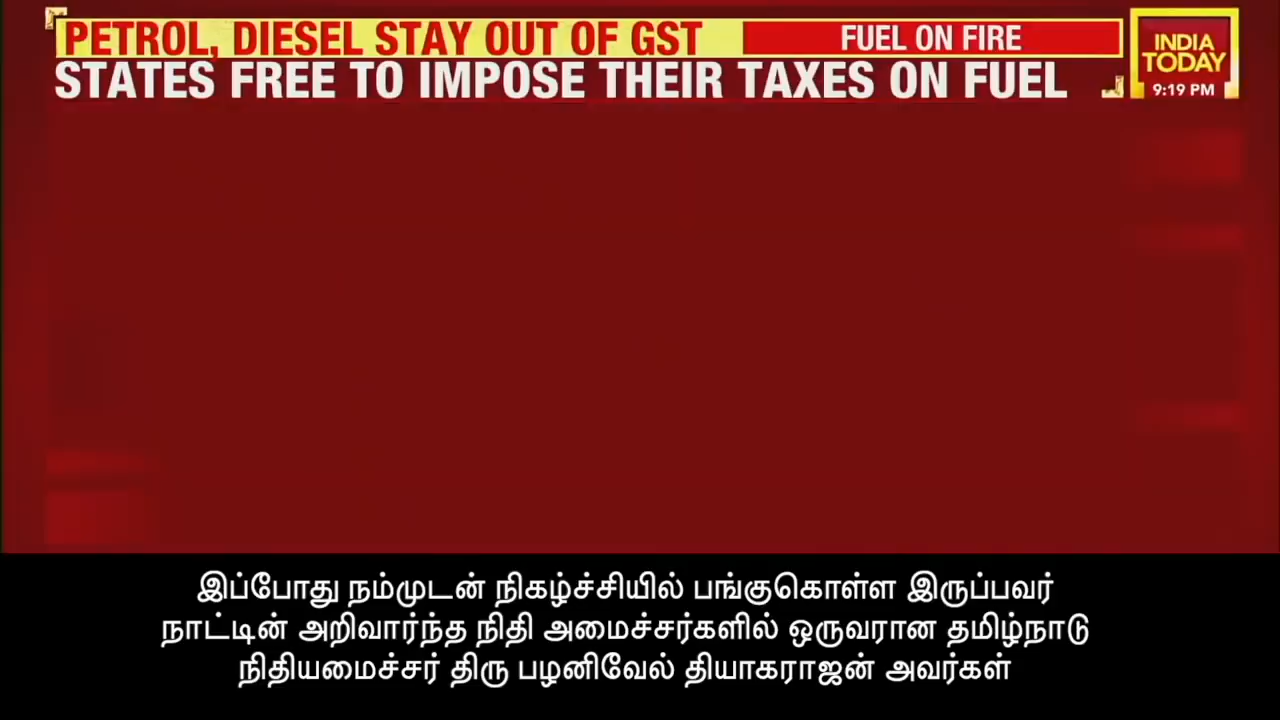 PETROL, DIESEL STAY OUT OF GST
FUEL ON FIRE
STATES FREE TO IMPOSE THEIR TAXES ON FUEL
INDIA
TODAY
9:19 PM
இப்போது நம்முடன் நிகழ்ச்சியில் பங்குகொள்ள இருப்பவர்
நாட்டின் அறிவார்ந்த நிதி அமைச்சர்களில் ஒருவரான தமிழ்நாடு
நிதியமைச்சர் திரு பழனிவேல் தியாகராஜன் அவர்கள்